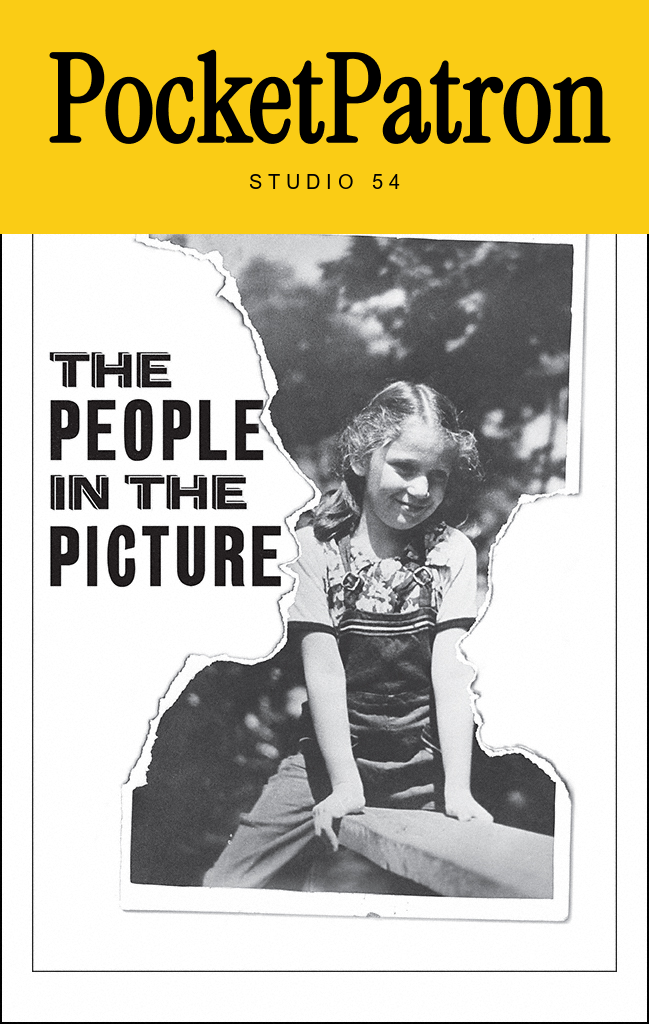 PocketPatron
STUDIO 54
THE
PEOPLE
IN THE
PICTURE